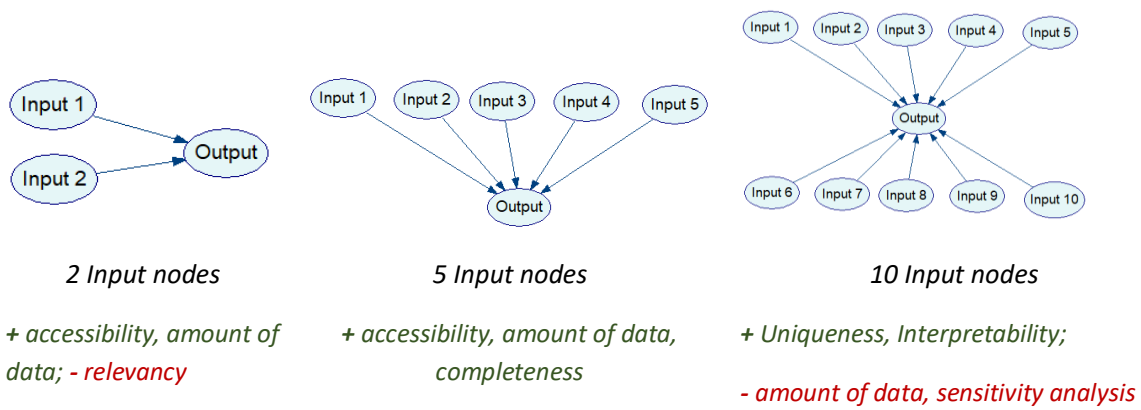 Input 1
Input 2
Output
2 Input nodes
+ accessibility, amount of
data; - relevancy
Input 1 Input 2 Input 3 Input 4 Input 5
Output
5 Input nodes
+ accessibility, amount of data,
completeness
Input 1 Input 2 Input 3 Input 4 Input 5
Output
Input 6 Input 7 Input 8 Input 9 Input 10
10 Input nodes
+ Uniqueness, Interpretability;
- amount of data, sensitivity analysis